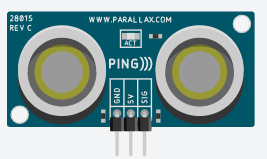 28015
REV C
WWW.PARALLAX.COM
ACT
PING)))
GND
5V
SIG